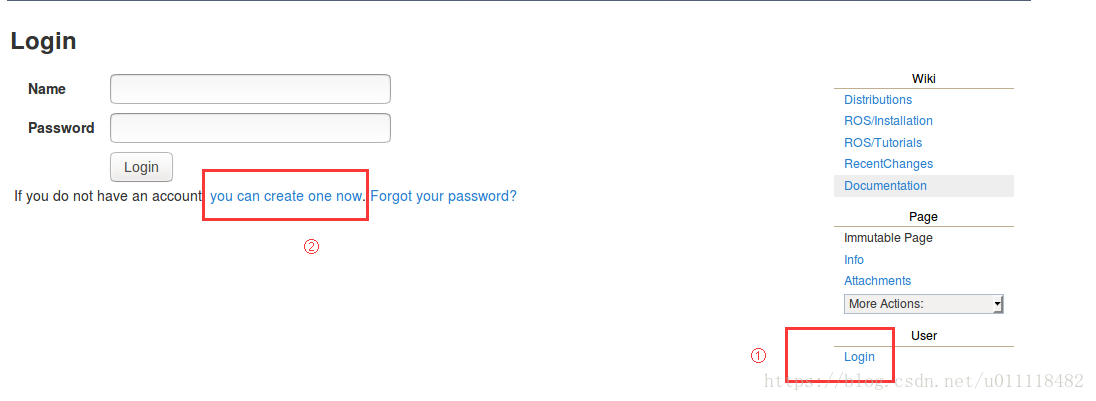 Login
Name
Password
Login
If you do not have an account, you can create one now. Forgot your password?
②
Wiki
Distributions
ROS/Installation
ROS/Tutorials
RecentChanges
Documentation
Page
Immutable Page
Info
Attachments
More Actions:
User
①
Login
https://blog.csdn.net/u011118482